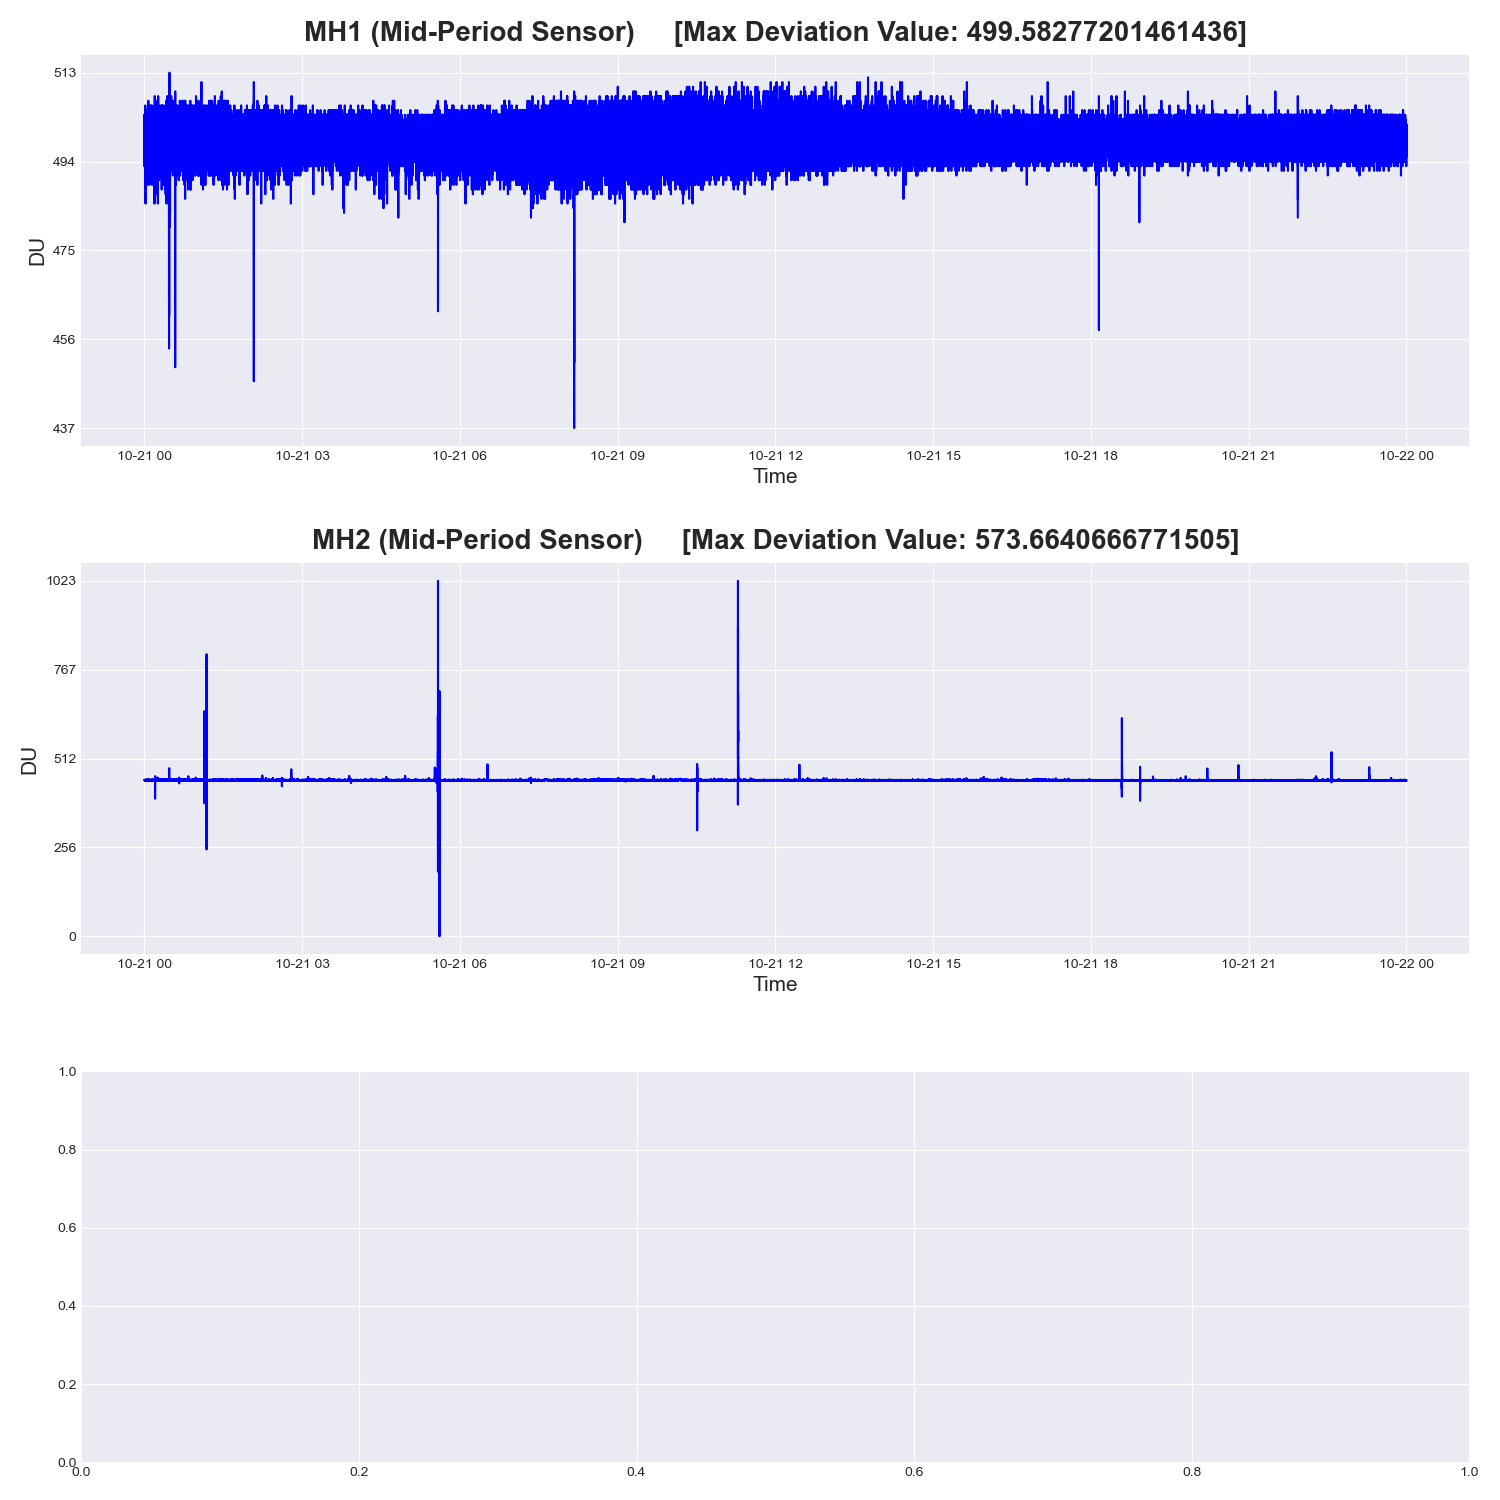 MH1 (Mid-Period Sensor) [Max Deviation Value: 499.58277201461436]
513
494
475
456
437
DU
10-21 00 10-21 03 10-21 06 10-21 09 10-21 12 10-21 15 10-21 18 10-21 21 10-22 00
Time
MH2 (Mid-Period Sensor) [Max Deviation Value: 573.6640666771505]
1023
767
512
256
0
DU
10-21 00 10-21 03 10-21 06 10-21 09 10-21 12 10-21 15 10-21 18 10-21 21 10-22 00
Time
1.0
0.8
0.6
0.4
0.2
0.0
0.0 0.2 0.4 0.6 0.8 1.0